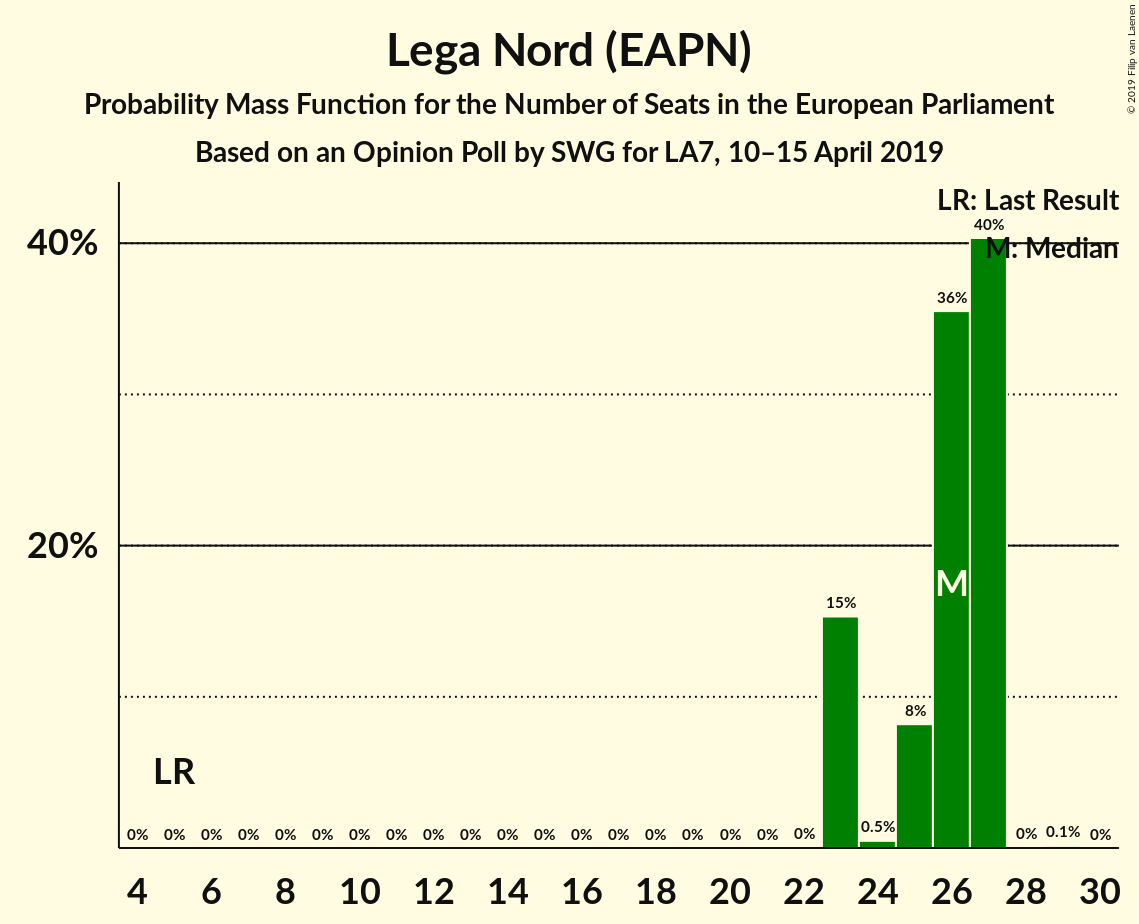 © 2019 Filip van Laenen
Lega Nord (EAPN)
Probability Mass Function for the Number of Seats in the European Parliament
Based on an Opinion Poll by SWG for LA7, 10–15 April 2019
LR: Last Result
40%
40%
M: Median
36%
20%
M
15%
8%
LR
0% 0% 0% 0% 0% 0% 0% 0% 0% 0% 0% 0% 0% 0% 0% 0% 0% 0% 0% 0.5% 0% 0.1% 0%
4 6 8 10 12 14 16 18 20 22 24 26 28 30